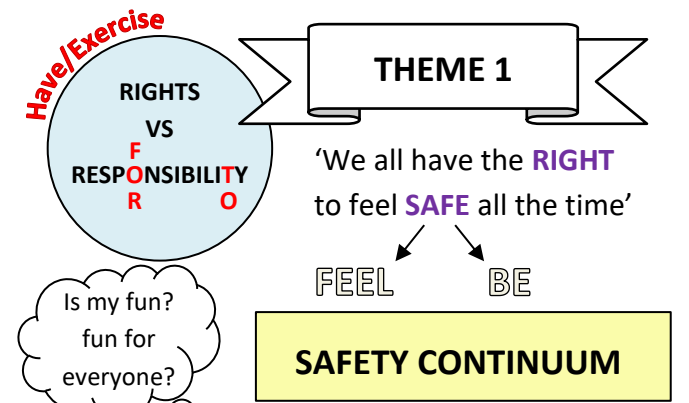 Have/Exercise
RIGHTS
VS
F
RESPONSIBILITY
R O
THEME 1
‘We all have the RIGHT
to feel SAFE all the time’
FEEL BE
Is my fun?
fun for
everyone?
SAFETY CONTINUUM